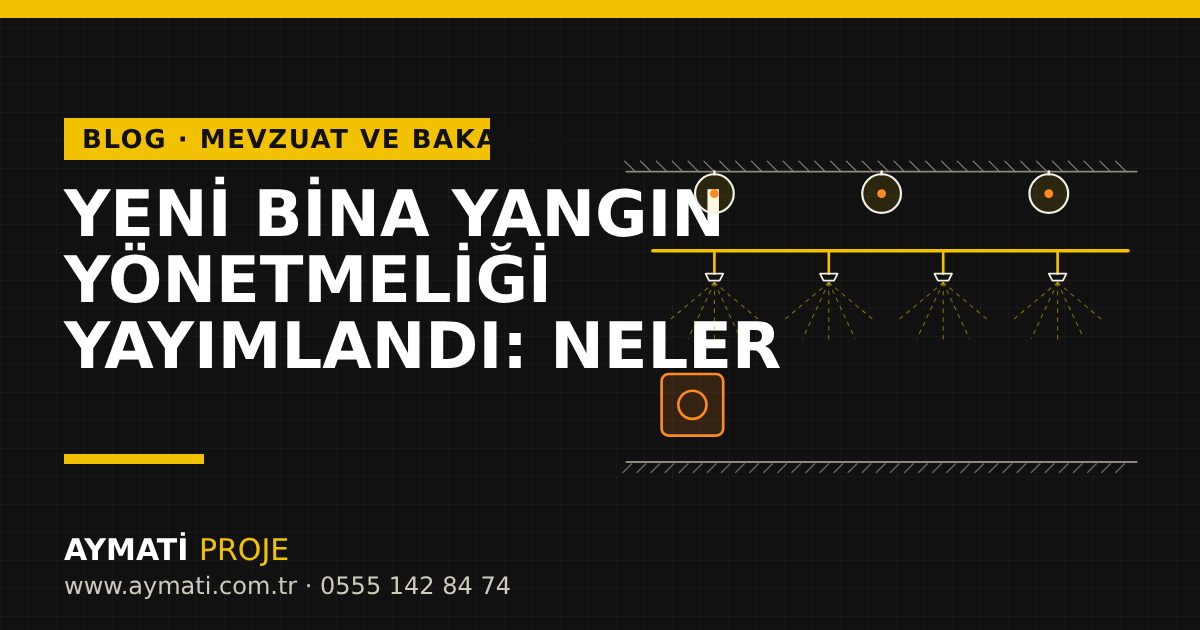 BLOG · MEVZUAT VE BAKA
YENİ BİNA YANGIN
YÖNETMELİĞİ
YAYIMLANDI: NELER
AYMATİ PROJE
www.aymati.com.tr · 0555 142 84 74